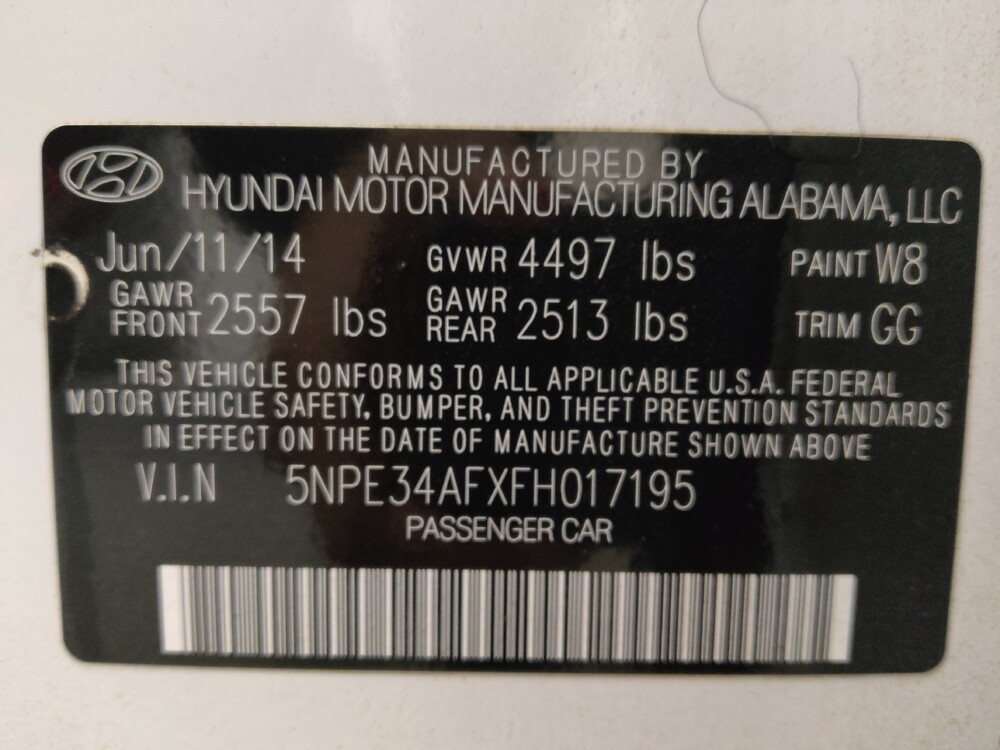 MANUFACTURED BY
HYUNDAI MOTOR MANUFACTURING ALABAMA, LLC
Jun/11/14 GVWR 4497 lbs PAINT W8
GAWR FRONT 2557 lbs GAWR REAR 2513 lbs TRIM GG
THIS VEHICLE CONFORMS TO ALL APPLICABLE U.S.A. FEDERAL
MOTOR VEHICLE SAFETY, BUMPER, AND THEFT PREVENTION STANDARDS
IN EFFECT ON THE DATE OF MANUFACTURE SHOWN ABOVE
V.I.N 5NPE34AFXFH017195
PASSENGER CAR